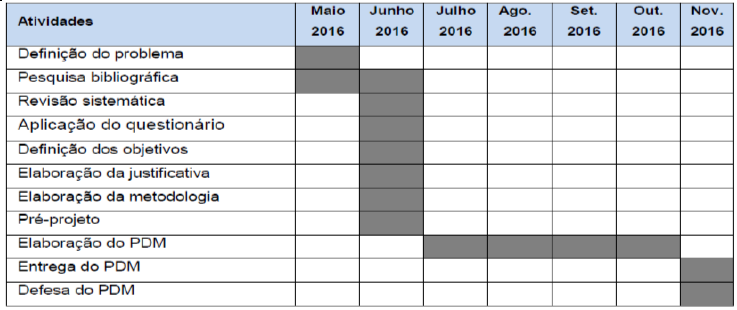 Atividades
Maio 2016
Junho 2016
Julho 2016
Ago. 2016
Set. 2016
Out. 2016
Nov. 2016
Definição do problema
Pesquisa bibliográfica
Revisão sistemática
Aplicação do questionário
Definição dos objetivos
Elaboração da justificativa
Elaboração da metodologia
Pré-projeto
Elaboração do PDM
Entrega do PDM
Defesa do PDM